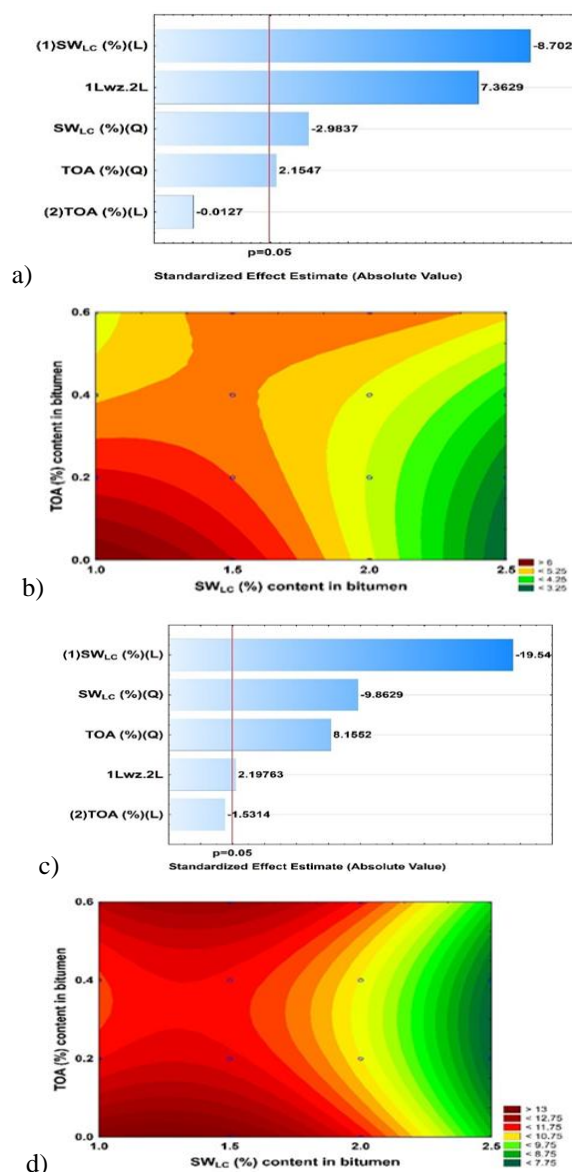 (1)SWLC (%)(L)
-8.702
1Lwz.2L
7.3629
SWLC (%)(Q)
-2.9837
TOA (%)(Q)
2.1547
(2)TOA (%)(L)
-0.0127
p=0.05
Standardized Effect Estimate (Absolute Value)
a)
TOA (%) content in bitumen
0.6
0.4
0.2
0.0
1.0 1.5 2.0 2.5
SWLC (%) content in bitumen
> 6
< 5.25
< 4.25
< 3.25
b)
(1)SWLC (%)(L)
-19.54
SWLC (%)(Q)
-9.8629
TOA (%)(Q)
8.1552
1Lwz.2L
2.19763
(2)TOA (%)(L)
-1.5314
p=0.05
Standardized Effect Estimate (Absolute Value)
c)
TOA (%) content in bitumen
0.6
0.4
0.2
0.0
1.0 1.5 2.0 2.5
SWLC (%) content in bitumen
> 13
< 12.75
< 11.75
< 10.75
< 9.75
< 8.75
< 7.75
d)